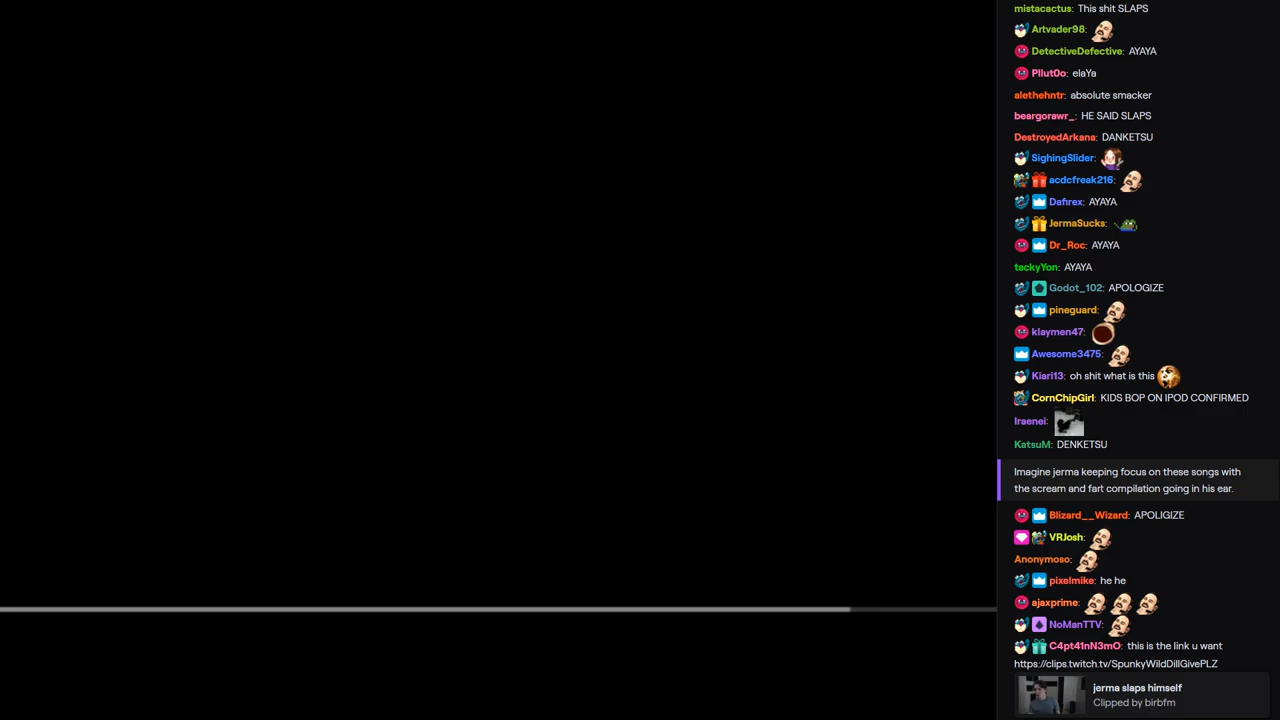 mistacactus: This shit SLAPS
Artvader98:
DetectiveDefective: AYAYA
Pllut0o: elaYa
alethehntr: absolute smacker
beargorawr_: HE SAID SLAPS
DestroyedArkana: DANKETSU
SighingSlider:
acdcfreak216:
Dafirex: AYAYA
JermaSucks:
Dr_Roc: AYAYA
tackyYon: AYAYA
Godot_102: APOLOGIZE
pineguard:
klaymen47:
Awesome3475:
Kiari13: oh shit what is this
CornChipGirl: KIDS BOP ON IPOD CONFIRMED
Iraenei:
KatsuM: DENKETSU
Imagine jerma keeping focus on these songs with
the scream and fart compilation going in his ear.
Blizard__Wizard: APOLIGIZE
VRJosh:
Anonymoso:
pixelmike: he he
ajaxprime:
NoManTTV:
C4pt41nN3mO: this is the link u want
https://clips.twitch.tv/SpunkyWildDillGivePLZ
jerma slaps himself
Clipped by birbfm